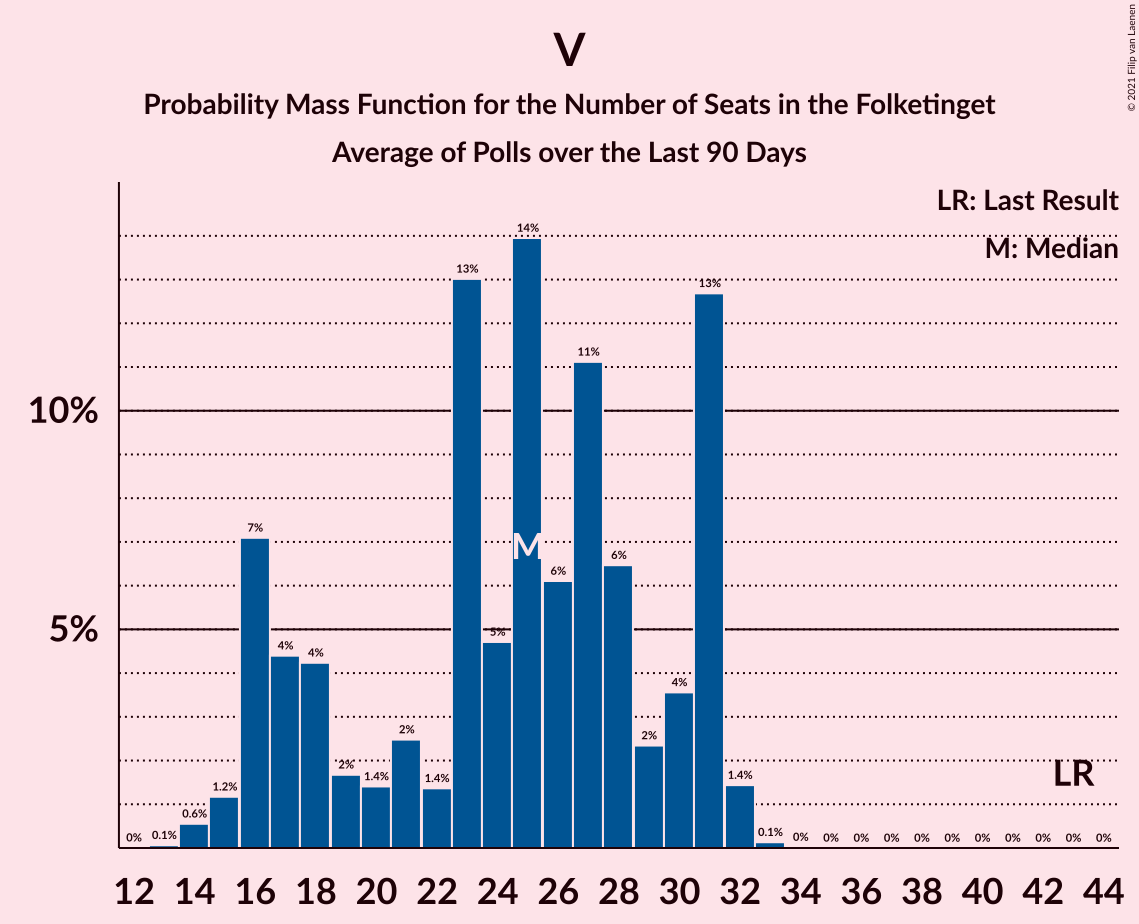 V
Probability Mass Function for the Number of Seats in the Folketinget
Average of Polls over the Last 90 Days
© 2021 Filip van Laenen
LR: Last Result
M: Median
14%
13%
13%
11%
10%
7%
M
6%
6%
5%
5%
4%
4%
4%
2%
2%
2%
LR
1.4%
1.4%
1.4%
1.2%
0.6%
0% 0.1% 0.1% 0% 0% 0% 0% 0% 0% 0% 0% 0% 0% 0%
12 14 16 18 20 22 24 26 28 30 32 34 36 38 40 42 44